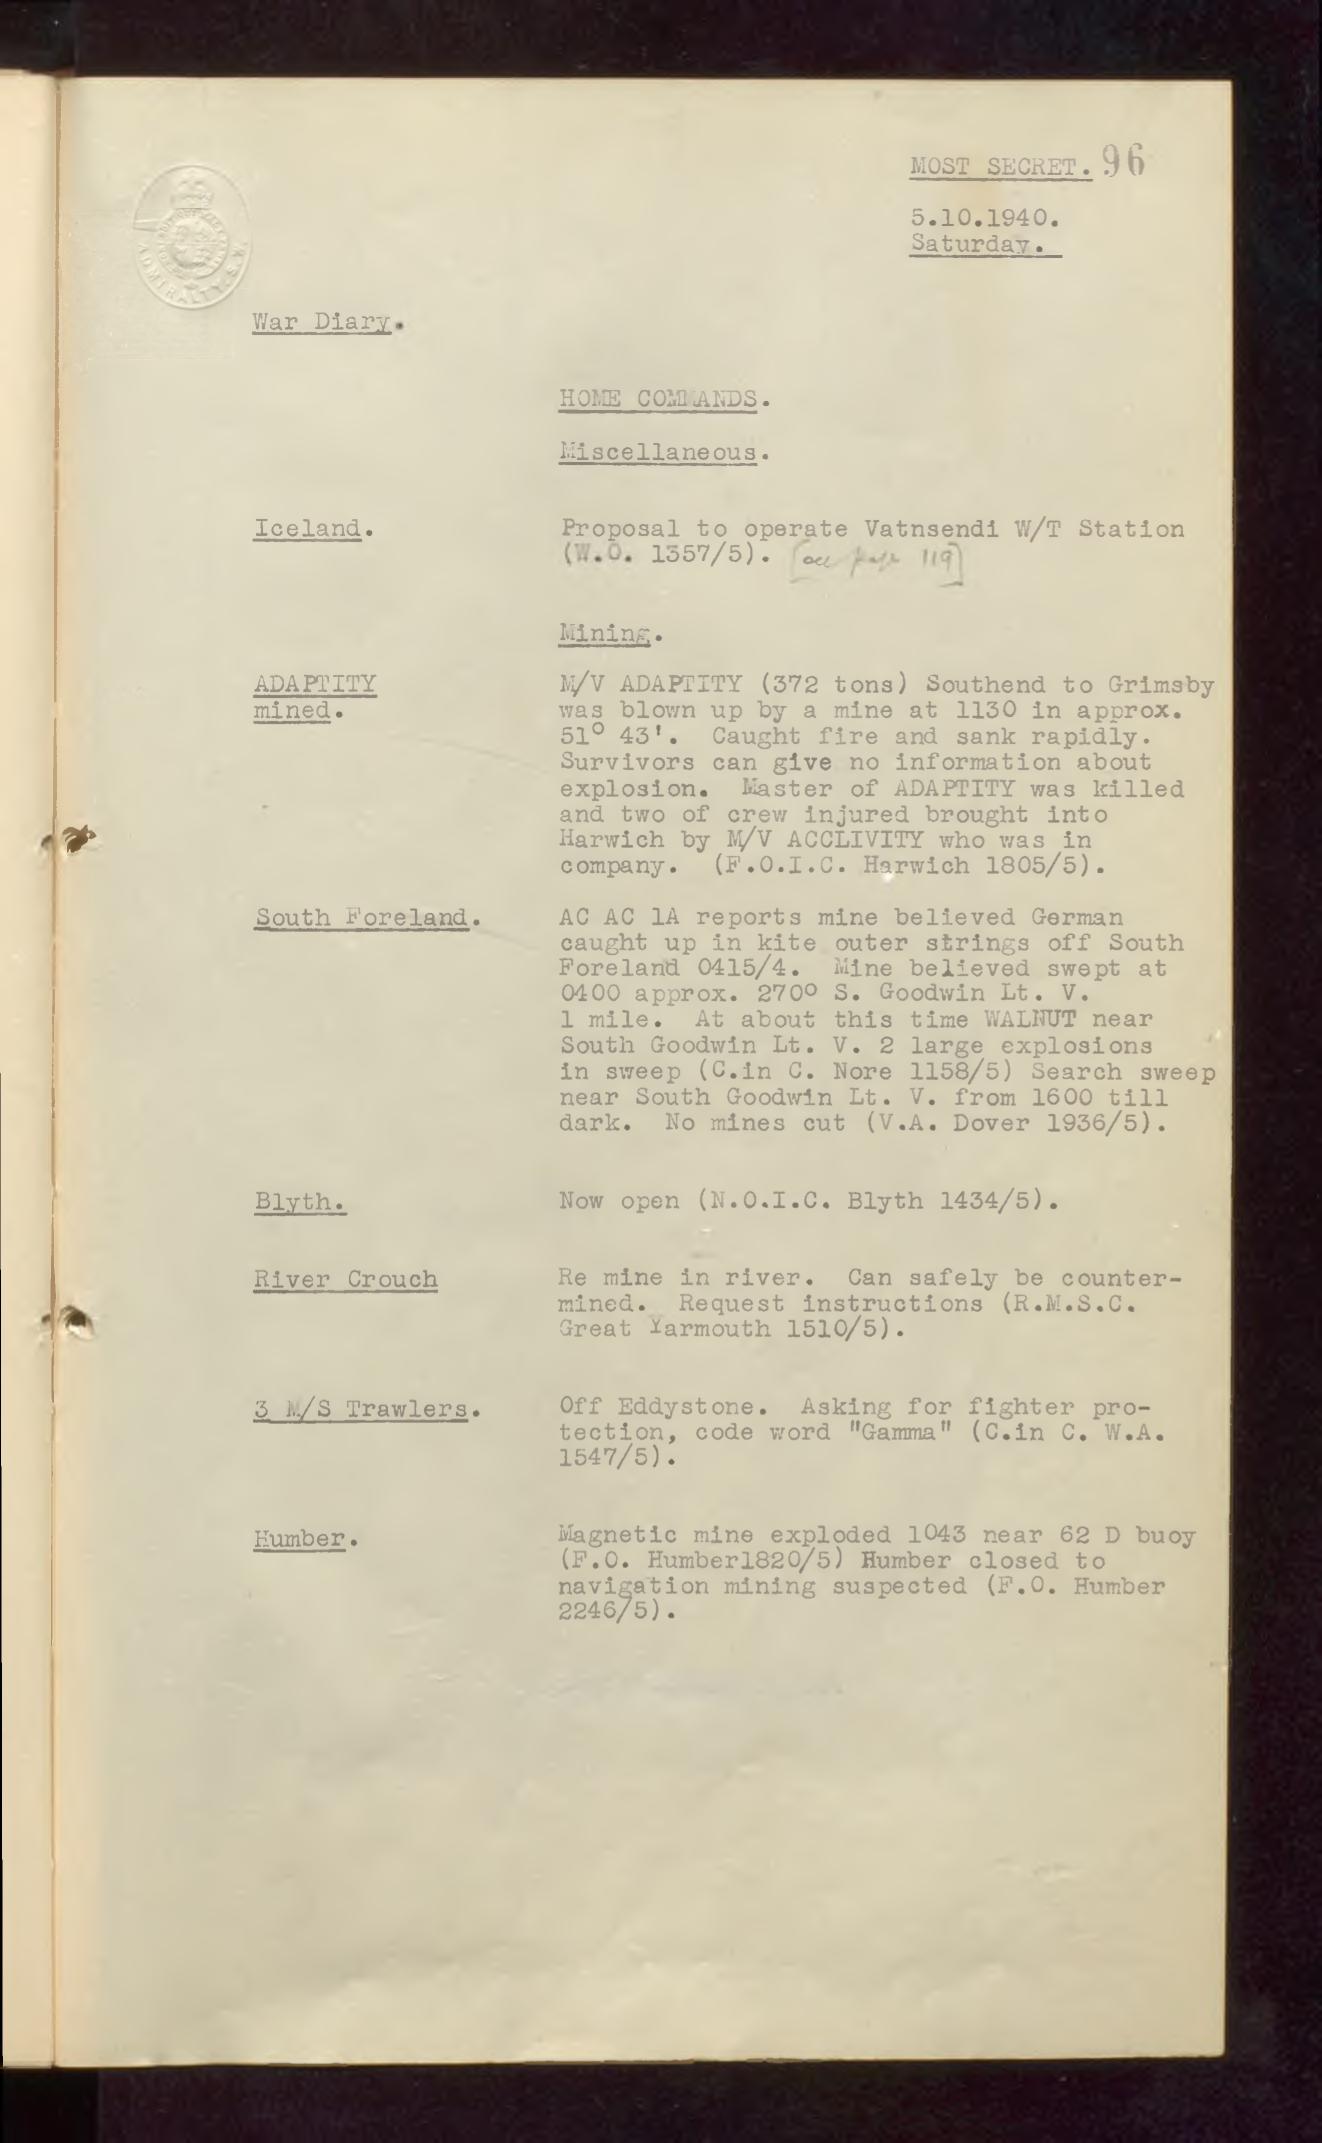 MOST SECRET. 96
5.10.1940.
Saturday.
ADMIRALTY.S.W.
War Diary.
HOME COMMANDS.
Miscellaneous.
Iceland.
Proposal to operate Vatnsendi W/T Station
(W.O. 1357/5). [see page 119]
Mining.
ADAPTITY
mined.
M/V ADAPTITY (372 tons) Southend to Grimsby
was blown up by a mine at 1130 in approx.
51° 43'. Caught fire and sank rapidly.
Survivors can give no information about
explosion. Master of ADAPTITY was killed
and two of crew injured brought into
Harwich by M/V ACCLIVITY who was in
company. (F.O.I.C. Harwich 1805/5).
South Foreland.
AC AC 1A reports mine believed German
caught up in kite outer strings off South
Foreland 0415/4. Mine believed swept at
0400 approx. 270° S. Goodwin Lt. V.
1 mile. At about this time WALNUT near
South Goodwin Lt. V. 2 large explosions
in sweep (C.in C. Nore 1158/5) Search sweep
near South Goodwin Lt. V. from 1600 till
dark. No mines cut (V.A. Dover 1936/5).
Blyth.
Now open (N.O.I.C. Blyth 1434/5).
River Crouch
Re mine in river. Can safely be counter-
mined. Request instructions (R.M.S.C.
Great Yarmouth 1510/5).
3 M/S Trawlers.
Off Eddystone. Asking for fighter pro-
tection, code word "Gamma" (C.in C. W.A.
1547/5).
Humber.
Magnetic mine exploded 1043 near 62 D buoy
(F.O. Humber1820/5) Humber closed to
navigation mining suspected (F.O. Humber
2246/5).